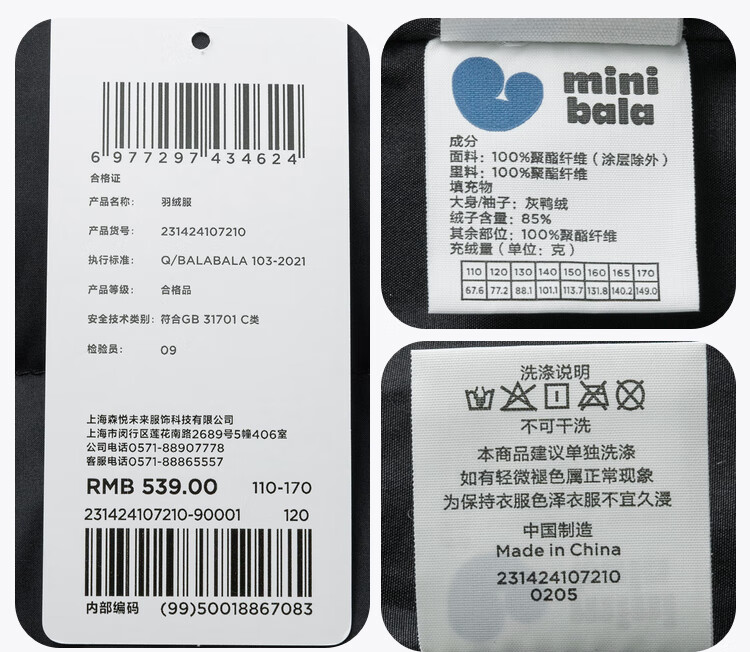 6 977297 434624
合格证
产品名称： 羽绒服
产品货号： 231424107210
执行标准： Q/BALABALA 103-2021
产品等级： 合格品
安全技术类别：符合GB 31701 C类
检验员： 09
上海森悦未来服饰科技有限公司
上海市闵行区莲花南路2689号5幢406室
公司电话0571-88907778
客服电话0571-88865557
RMB 539.00 110-170
231424107210-90001 120
内部编码 (99)50018867083
mini
bala
成分
面料：100%聚酯纤维（涂层除外）
里料：100%聚酯纤维
填充物
大身/袖子：灰鸭绒
绒子含量：85%
其余部位：100%聚酯纤维
充绒量（单位：克）
110 120 130 140 150 160 165 170
67.6 77.2 88.1 101.1 113.7 131.8 140.2 149.0
洗涤说明
不可干洗
本商品建议单独洗涤
如有轻微褪色属正常现象
为保持衣服色泽衣服不宜久浸
中国制造
Made in China
231424107210
0205